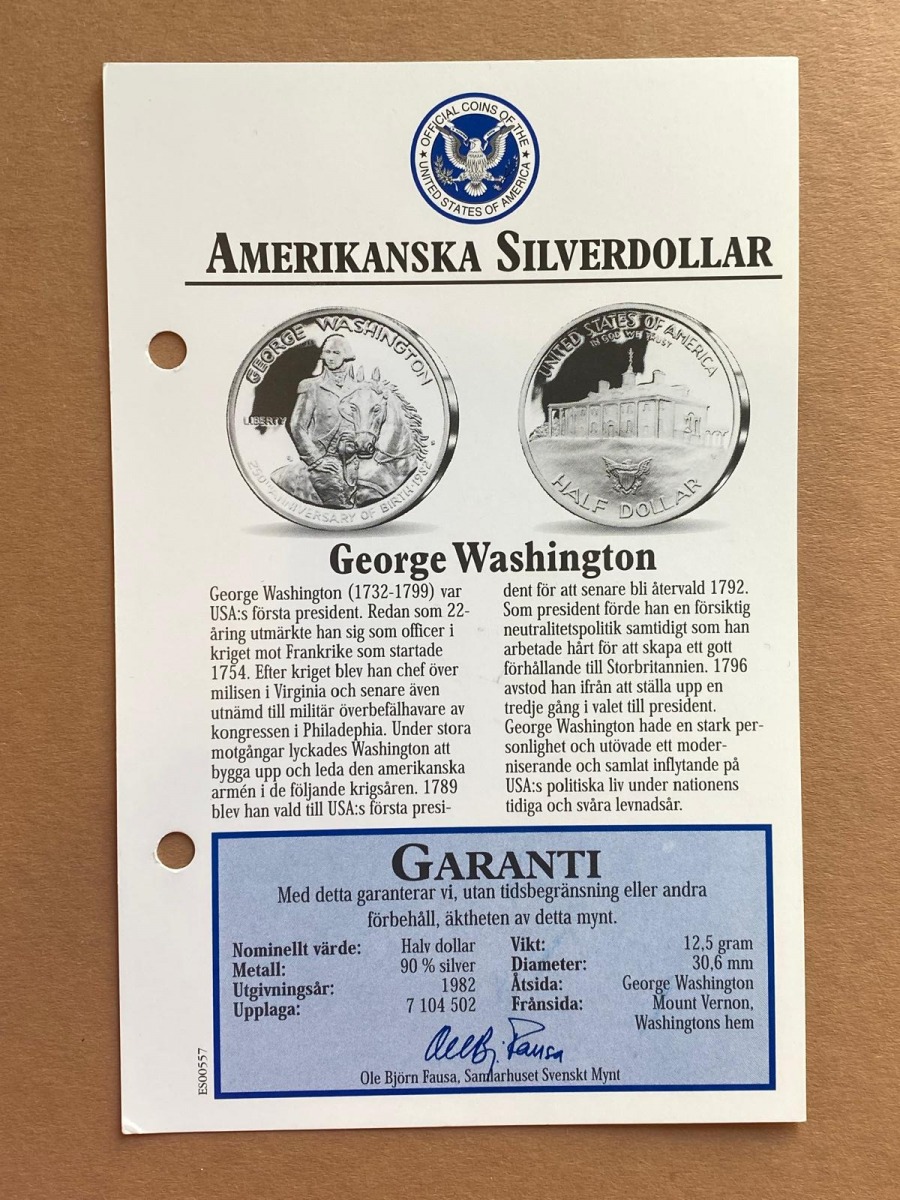 ★ OFFICIAL COINS OF THE ★
UNITED STATES OF AMERICA
AMERIKANSKA SILVERDOLLAR
GEORGE WASHINGTON
LIBERTY
250TH ANNIVERSARY OF BIRTH·1982
UNITED STATES OF AMERICA
IN GOD WE TRUST
HALF DOLLAR
George Washington
George Washington (1732-1799) var
USA:s första president. Redan som 22-
åring utmärkte han sig som officer i
kriget mot Frankrike som startade
1754. Efter kriget blev han chef över
milisen i Virginia och senare även
utnämd till militär överbefälhavare av
kongressen i Philadephia. Under stora
motgångar lyckades Washington att
bygga upp och leda den amerikanska
armén i de följande krigsåren. 1789
blev han vald till USA:s första presi-
dent för att senare bli återvald 1792.
Som president förde han en försiktig
neutralitetspolitik samtidigt som han
arbetade hårt för att skapa ett gott
förhållande till Storbritannien. 1796
avstod han ifrån att ställa upp en
tredje gång i valet till president.
George Washington hade en stark per-
sonlighet och utövade ett moder-
niserande och samlat inflytande på
USA:s politiska liv under nationens
tidiga och svåra levnadsår.
GARANTI
Med detta garanterar vi, utan tidsbegränsning eller andra
förbehåll, äktheten av detta mynt.
Nominellt värde: Halv dollar
Metall: 90 % silver
Utgivningsår: 1982
Upplaga: 7 104 502
Vikt: 12,5 gram
Diameter: 30,6 mm
Åtsida: George Washington
Frånsida: Mount Vernon,
Washingtons hem
Ole Bj. Fausa
Ole Björn Fausa, Samlarhuset Svenskt Mynt
ES00557